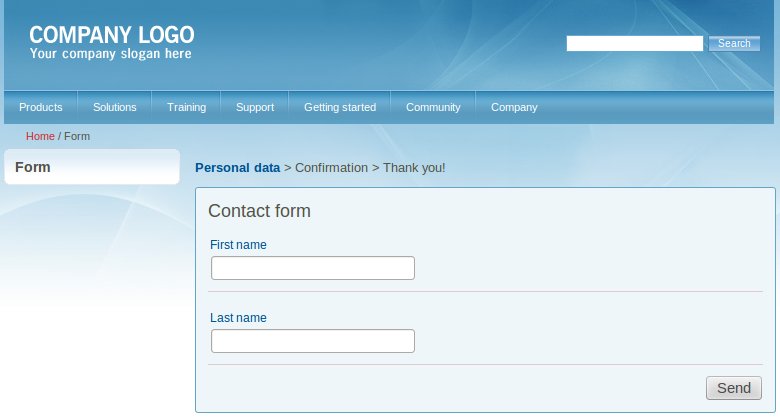 COMPANY LOGO
Your company slogan here
Search
Products Solutions Training Support Getting started Community Company
Home / Form
Form
Personal data > Confirmation > Thank you!
Contact form
First name
Last name
Send